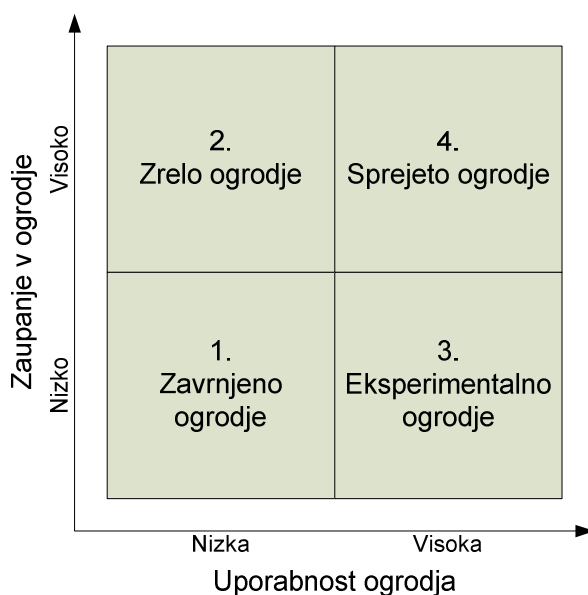 Zaupanje v ogrodje
Visoko
Nizko
2.
Zrelo ogrodje
4.
Sprejeto ogrodje
1.
Zavrnjeno
ogrodje
3.
Eksperimentalno
ogrodje
Nizka
Visoka
Uporabnost ogrodja